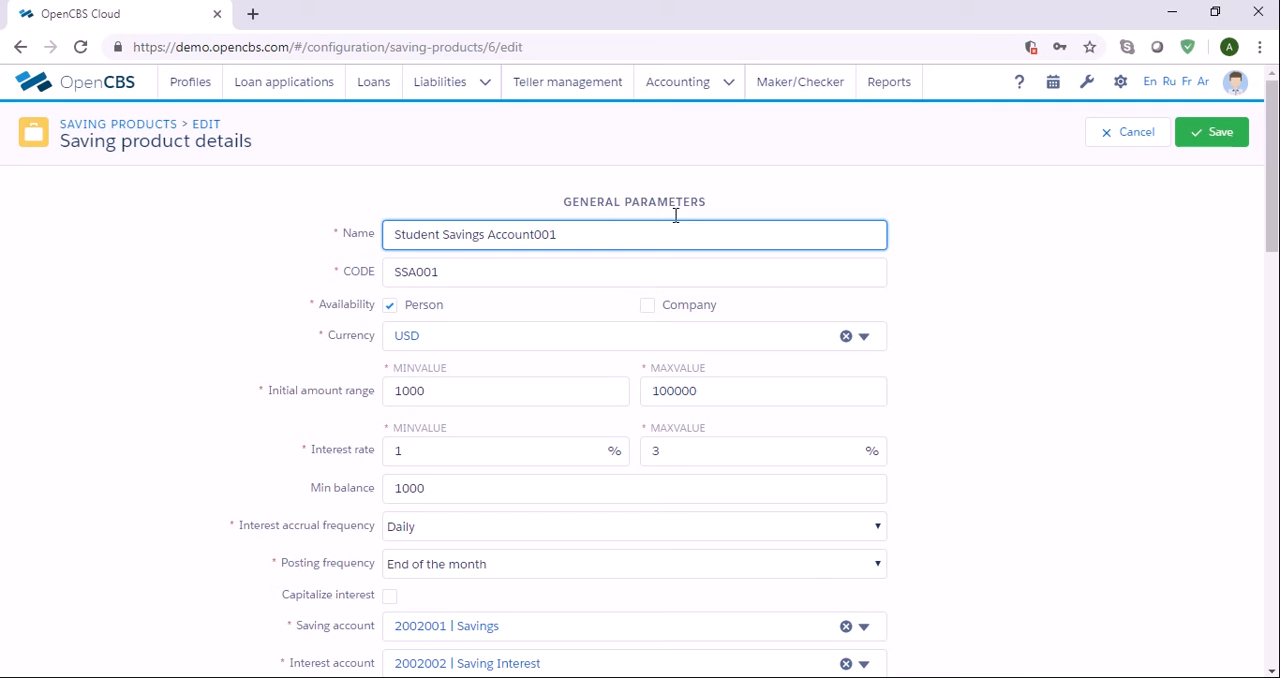 OpenCBS Cloud
https://demo.opencbs.com/#/configuration/saving-products/6/edit
A
OpenCBS Profiles Loan applications Loans Liabilities Teller management Accounting Maker/Checker Reports ? En Ru Fr Ar
SAVING PRODUCTS > EDIT
Saving product details
Cancel Save
GENERAL PARAMETERS
* Name Student Savings Account001
* CODE SSA001
* Availability Person Company
* Currency USD
* MINVALUE * MAXVALUE
* Initial amount range 1000 100000
* MINVALUE * MAXVALUE
* Interest rate 1 % 3 %
Min balance 1000
* Interest accrual frequency Daily
* Posting frequency End of the month
Capitalize interest
* Saving account 2002001 | Savings
* Interest account 2002002 | Saving Interest